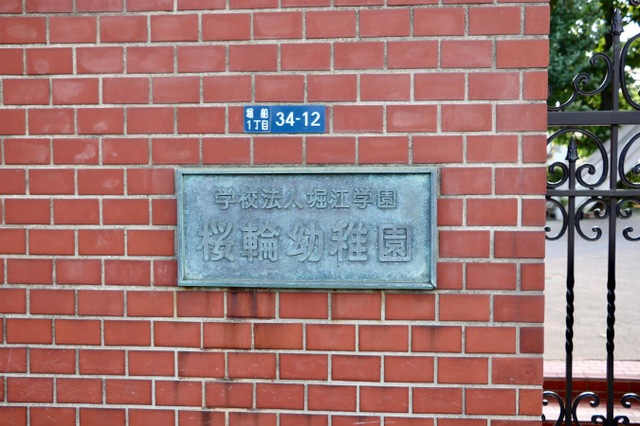 堀船
1丁目 34-12
学校法人堀江学園
桜輪幼稚園